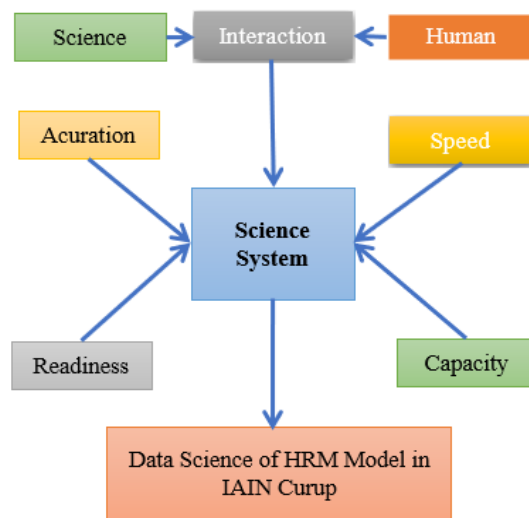 Science
Interaction
Human
Acuration
Speed
Science
System
Readiness
Capacity
Data Science of HRM Model in
IAIN Curup